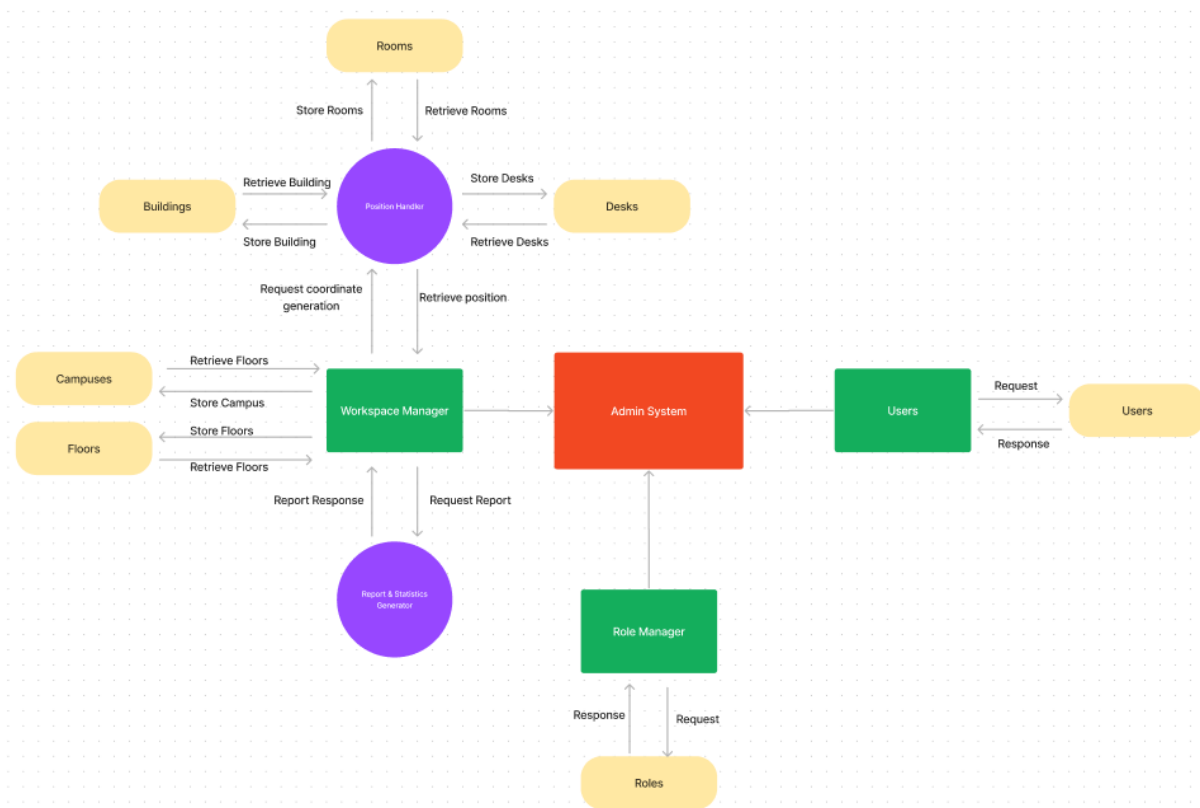 Rooms
Store Rooms
Retrieve Rooms
Retrieve Building
Store Desks
Buildings
Position Handler
Desks
Store Building
Retrieve Desks
Request coordinate
generation
Retrieve position
Retrieve Floors
Campuses
Store Campus
Workspace Manager
Admin System
Users
Request
Users
Response
Store Floors
Floors
Retrieve Floors
Report Response
Request Report
Report & Statistics
Generator
Role Manager
Response
Request
Roles